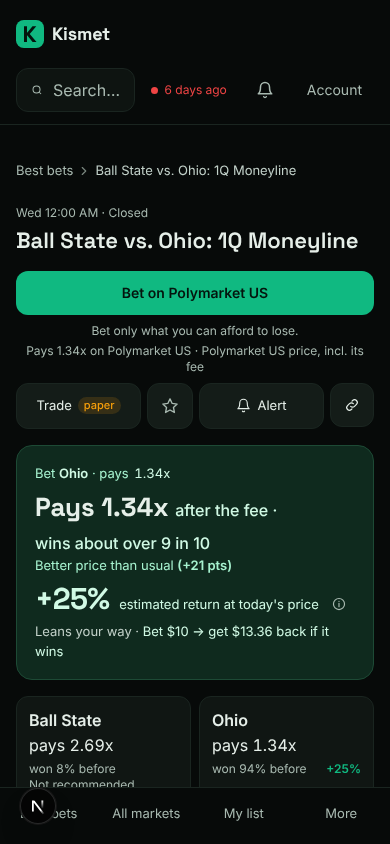 K Kismet
Search...
6 days ago
Account
Best bets > Ball State vs. Ohio: 1Q Moneyline
Wed 12:00 AM · Closed
Ball State vs. Ohio: 1Q Moneyline
Bet on Polymarket US
Bet only what you can afford to lose.
Pays 1.34x on Polymarket US · Polymarket US price, incl. its
fee
Trade paper
Alert
Bet Ohio · pays 1.34x
Pays 1.34x after the fee ·
wins about over 9 in 10
Better price than usual (+21 pts)
+25% estimated return at today's price
Leans your way · Bet $10 → get $13.36 back if it
wins
Ball State
pays 2.69x
won 8% before
Not recommended
Ohio
pays 1.34x
won 94% before +25%
N
bets
All markets
My list
More